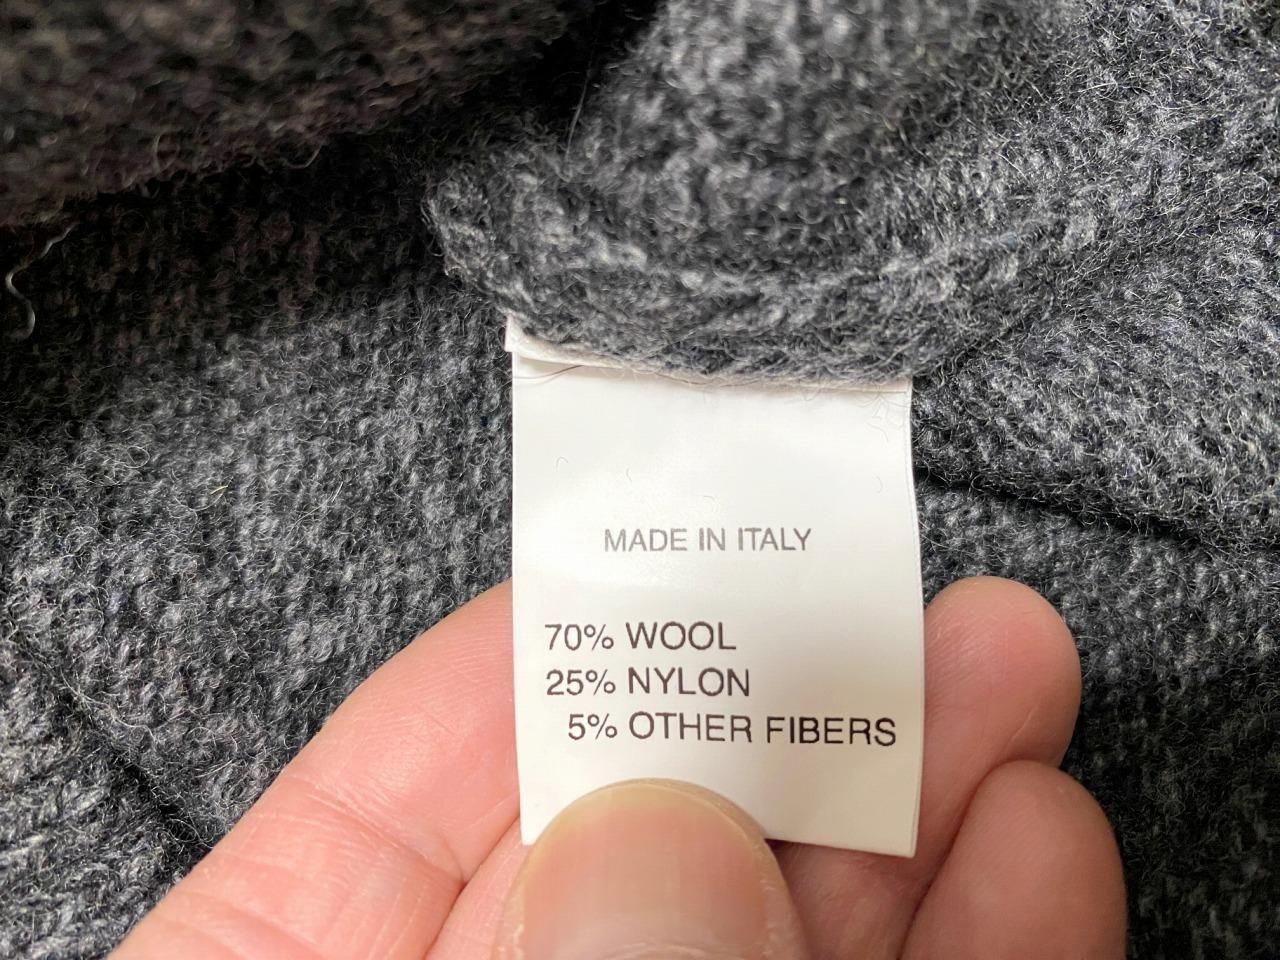 MADE IN ITALY
70% WOOL
25% NYLON
5% OTHER FIBERS